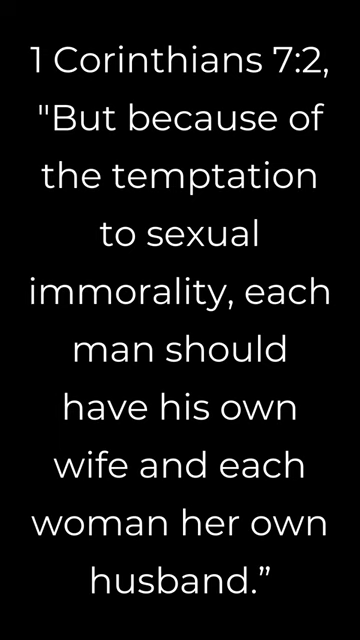 1 Corinthians 7:2,
"But because of
the temptation
to sexual
immorality, each
man should
have his own
wife and each
woman her own
husband.”